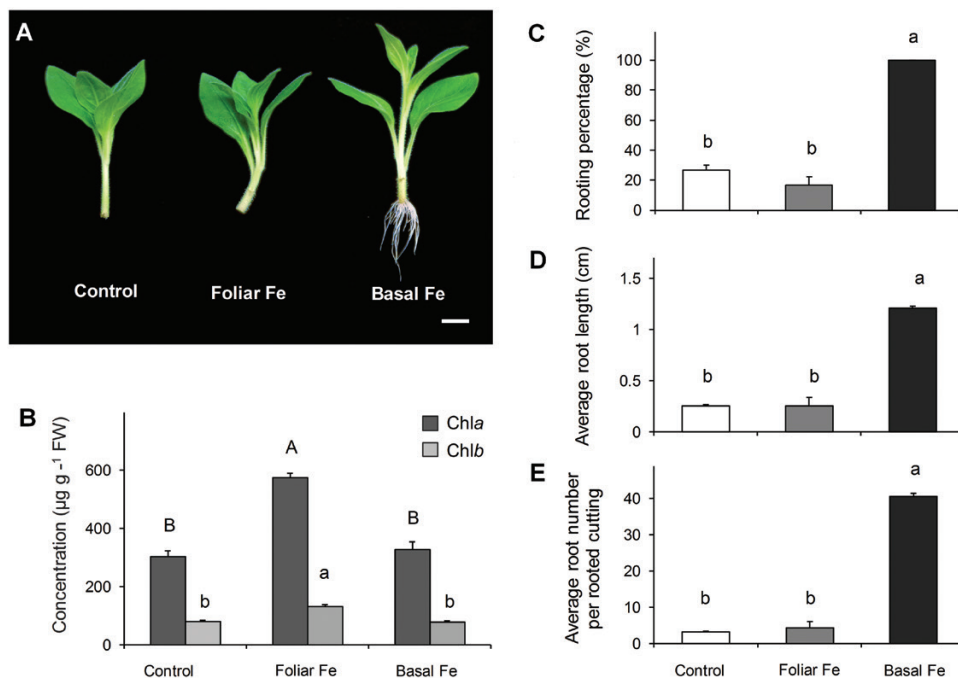 A
Control
Foliar Fe
Basal Fe
B
Concentration (µg g -1 FW)
600
400
200
0
Chla
Chlb
B
b
A
a
B
b
Control
Foliar Fe
Basal Fe
C
Rooting percentage (%)
100
80
60
40
20
0
b
b
a
D
Average root length (cm)
1.5
1
0.5
0
b
b
a
E
Average root number
per rooted cutting
40
30
20
10
0
b
b
a
Control
Foliar Fe
Basal Fe